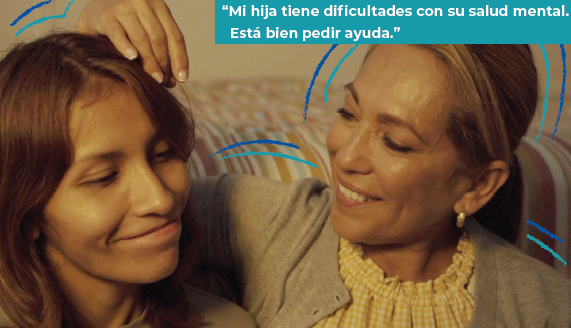 “Mi hija tiene dificultades con su salud mental.
Está bien pedir ayuda.”